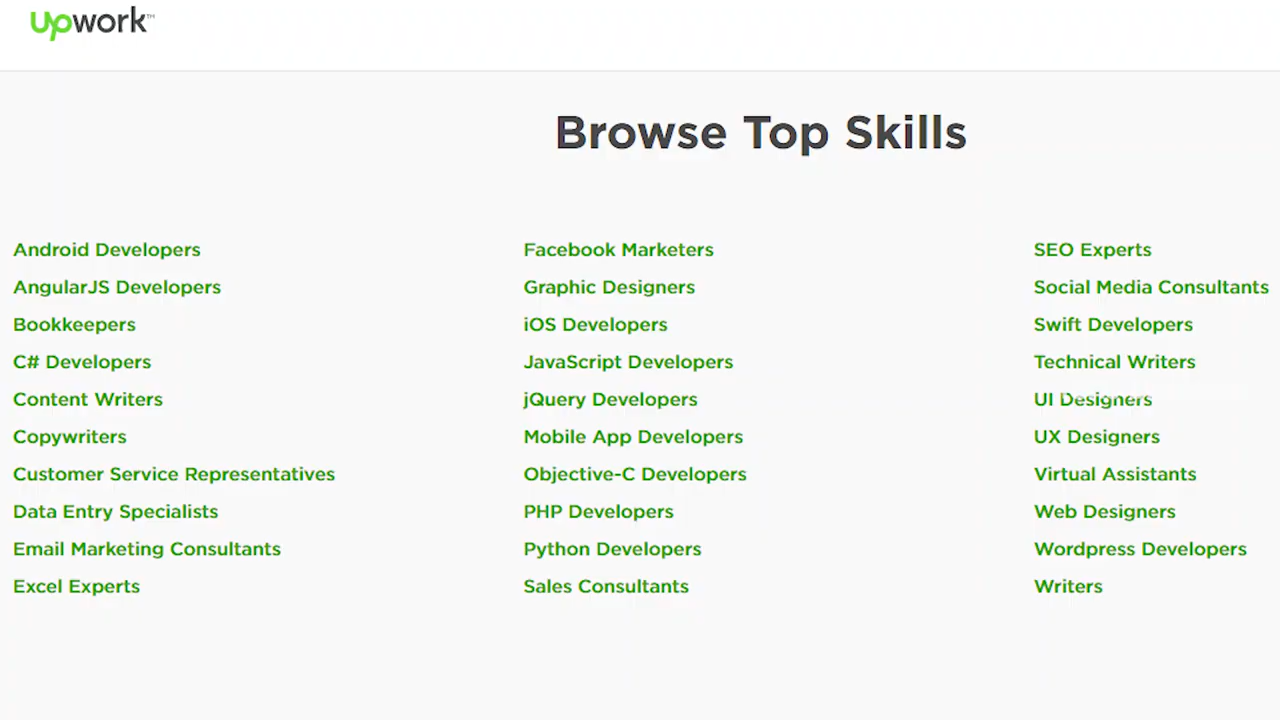 Upwork™
Browse Top Skills
Android Developers
AngularJS Developers
Bookkeepers
C# Developers
Content Writers
Copywriters
Customer Service Representatives
Data Entry Specialists
Email Marketing Consultants
Excel Experts
Facebook Marketers
Graphic Designers
iOS Developers
JavaScript Developers
jQuery Developers
Mobile App Developers
Objective-C Developers
PHP Developers
Python Developers
Sales Consultants
SEO Experts
Social Media Consultants
Swift Developers
Technical Writers
UI Designers
UX Designers
Virtual Assistants
Web Designers
Wordpress Developers
Writers